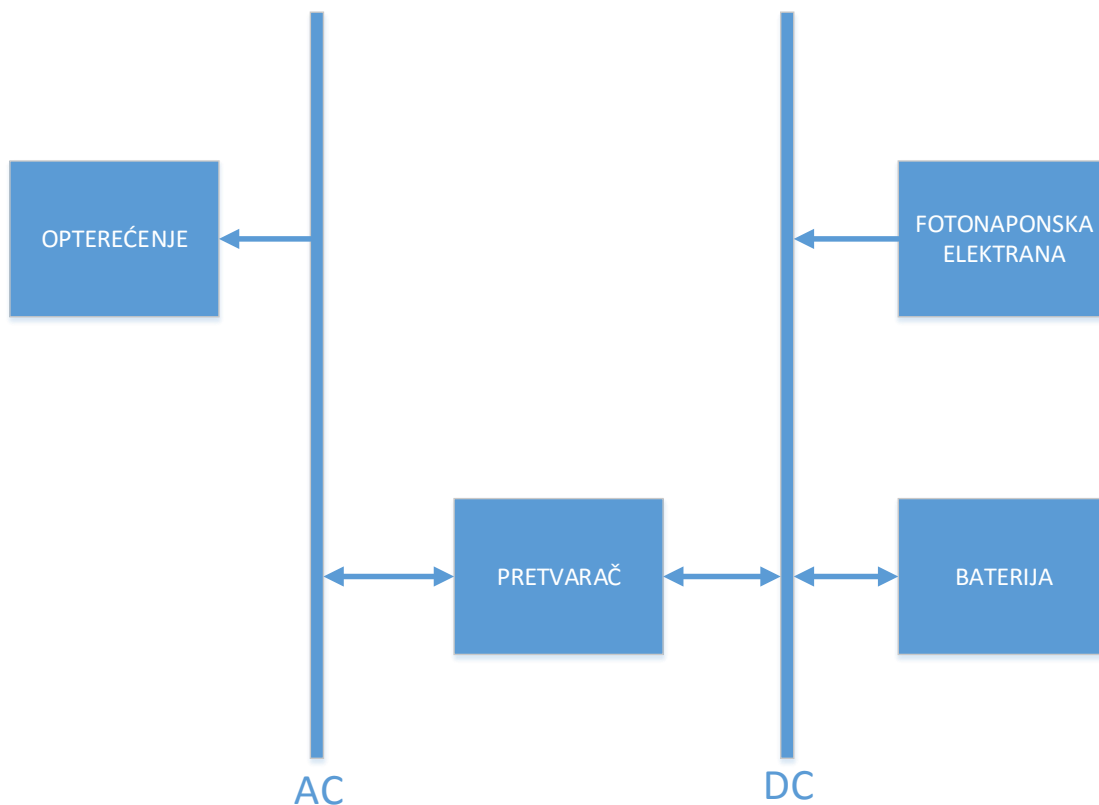 OPTEREĆENJE
FOTONAPONSKA
ELEKTRANA
PRETVARAČ
BATERIJA
AC
DC